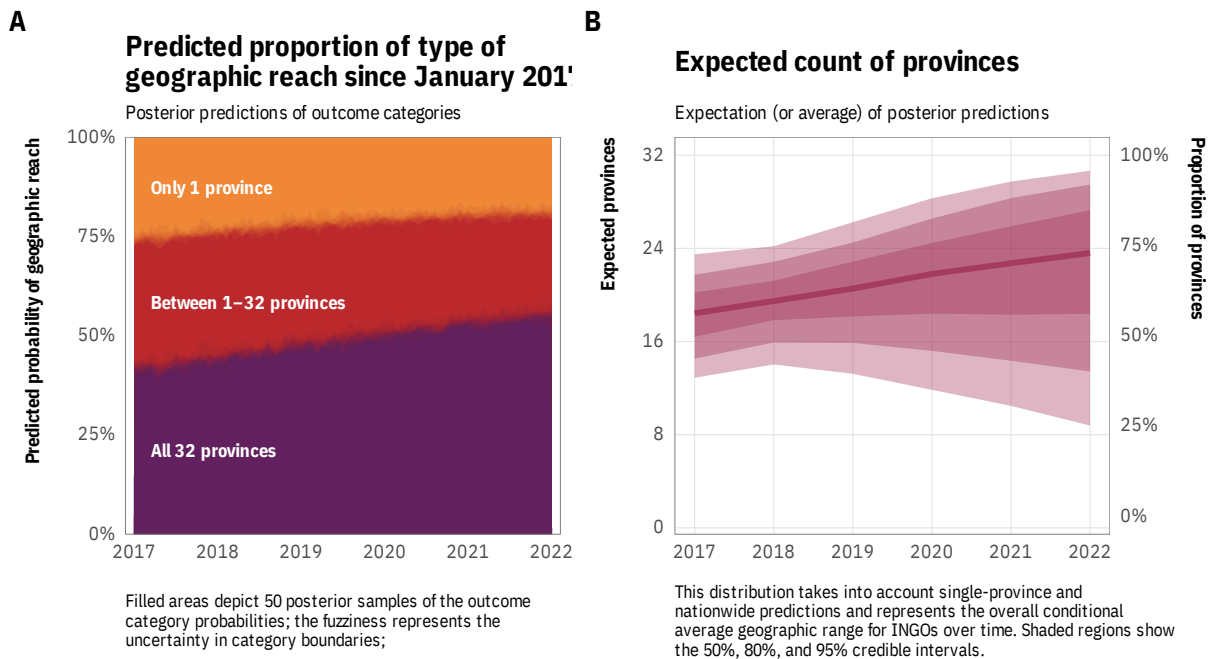 A
Predicted proportion of type of
geographic reach since January 201
Posterior predictions of outcome categories
Predicted probability of geographic reach
100%
75%
50%
25%
0%
Only 1 province
Between 1–32 provinces
All 32 provinces
2017
2018
2019
2020
2021
2022
Filled areas depict 50 posterior samples of the outcome
category probabilities; the fuzziness represents the
uncertainty in category boundaries;
B
Expected count of provinces
Expectation (or average) of posterior predictions
Expected provinces
32
24
16
8
0
100%
75%
50%
25%
0%
Proportion of provinces
2017
2018
2019
2020
2021
2022
This distribution takes into account single-province and
nationwide predictions and represents the overall conditional
average geographic range for INGOs over time. Shaded regions show
the 50%, 80%, and 95% credible intervals.